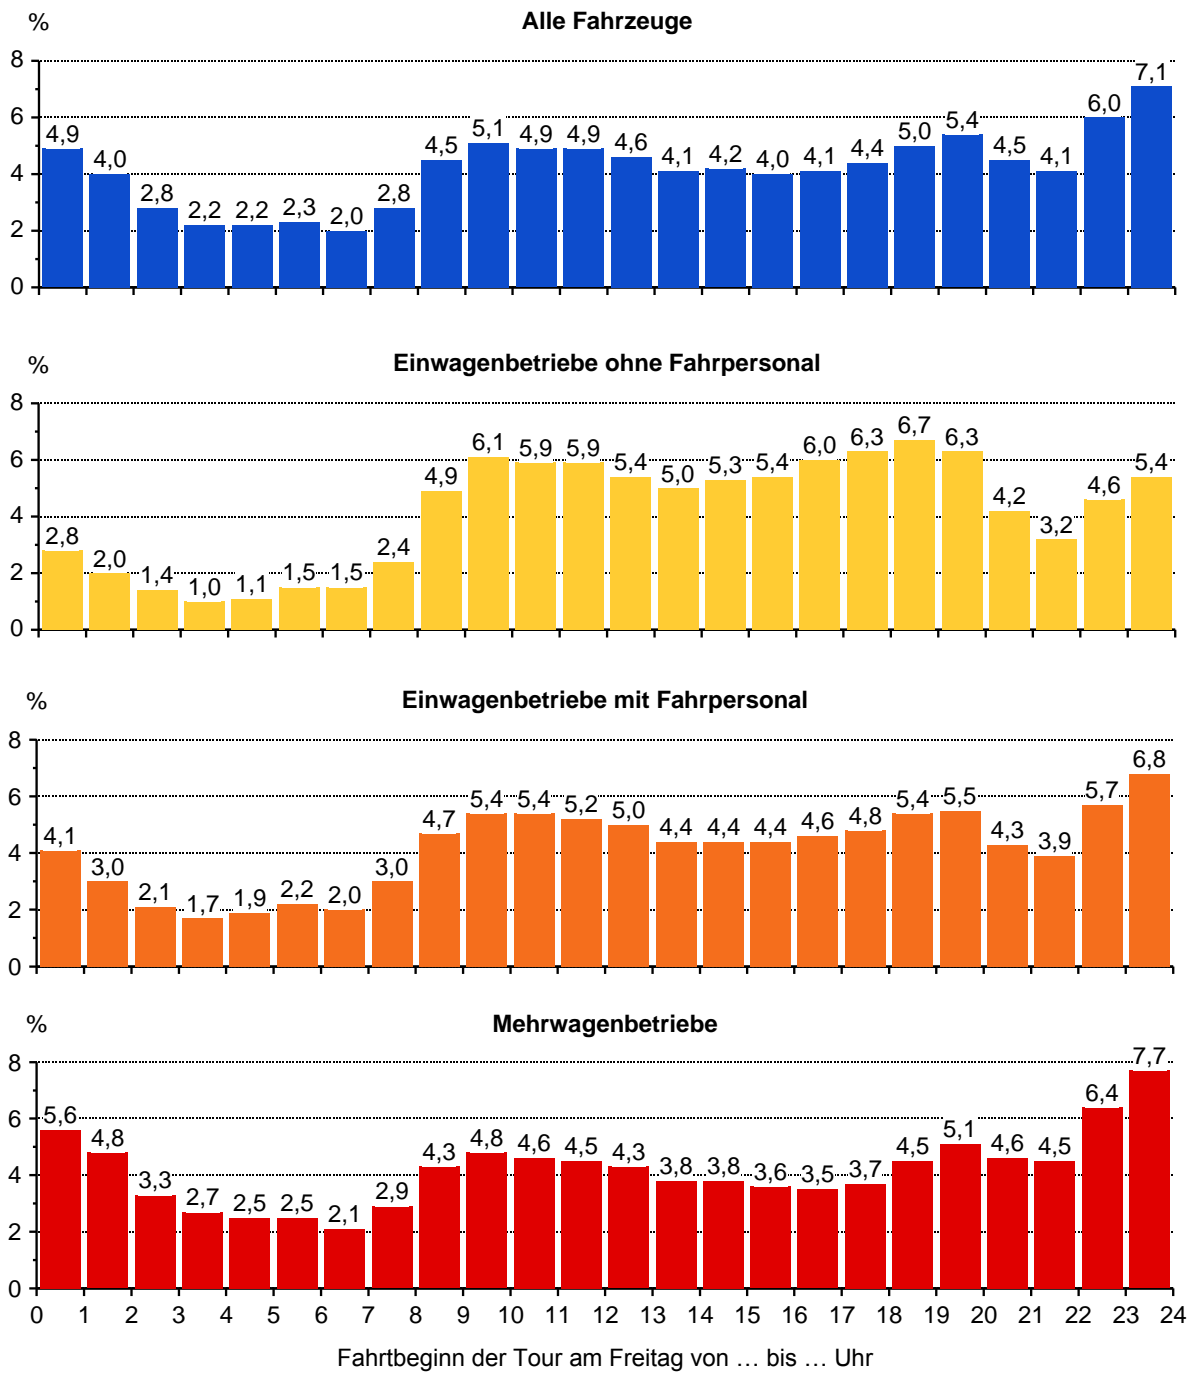 Alle Fahrzeuge
%
8
6
4
2
0
4,9 4,0 2,8 2,2 2,2 2,3 2,0 2,8 4,5 5,1 4,9 4,9 4,6 4,1 4,2 4,0 4,1 4,4 5,0 5,4 4,5 4,1 6,0 7,1
Einwagenbetriebe ohne Fahrpersonal
%
8
6
4
2
0
2,8 2,0 1,4 1,0 1,1 1,5 1,5 2,4 4,9 6,1 5,9 5,9 5,4 5,0 5,3 5,4 6,0 6,3 6,7 6,3 4,2 3,2 4,6 5,4
Einwagenbetriebe mit Fahrpersonal
%
8
6
4
2
0
4,1 3,0 2,1 1,7 1,9 2,2 2,0 3,0 4,7 5,4 5,4 5,2 5,0 4,4 4,4 4,4 4,6 4,8 5,4 5,5 4,3 3,9 5,7 6,8
Mehrwagenbetriebe
%
8
6
4
2
0
5,6 4,8 3,3 2,7 2,5 2,5 2,1 2,9 4,3 4,8 4,6 4,5 4,3 3,8 3,8 3,6 3,5 3,7 4,5 5,1 4,6 4,5 6,4 7,7
0 1 2 3 4 5 6 7 8 9 10 11 12 13 14 15 16 17 18 19 20 21 22 23 24
Fahrtbeginn der Tour am Freitag von … bis … Uhr